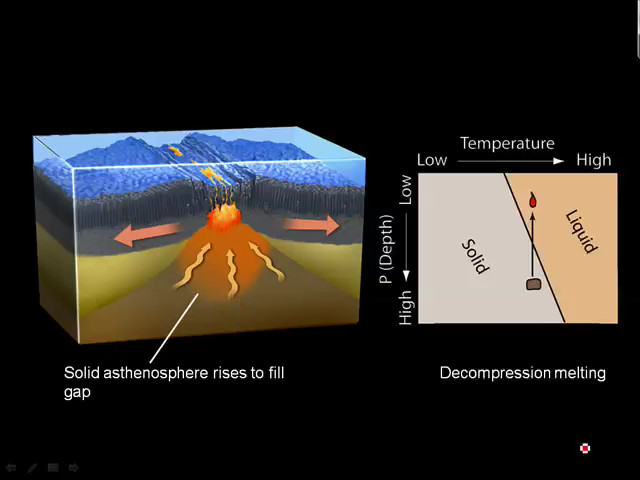 Temperature
Low High
Low
P (Depth)
High
Solid
Liquid
Solid asthenosphere rises to fill
gap
Decompression melting